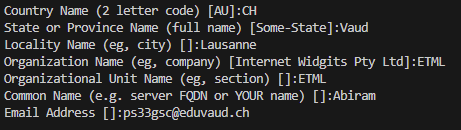 Country Name (2 letter code) [AU]:CH
State or Province Name (full name) [Some-State]:Vaud
Locality Name (eg, city) []:Lausanne
Organization Name (eg, company) [Internet Widgits Pty Ltd]:ETML
Organizational Unit Name (eg, section) []:ETML
Common Name (e.g. server FQDN or YOUR name) []:Abiram
Email Address []:ps33gsc@eduvaud.ch